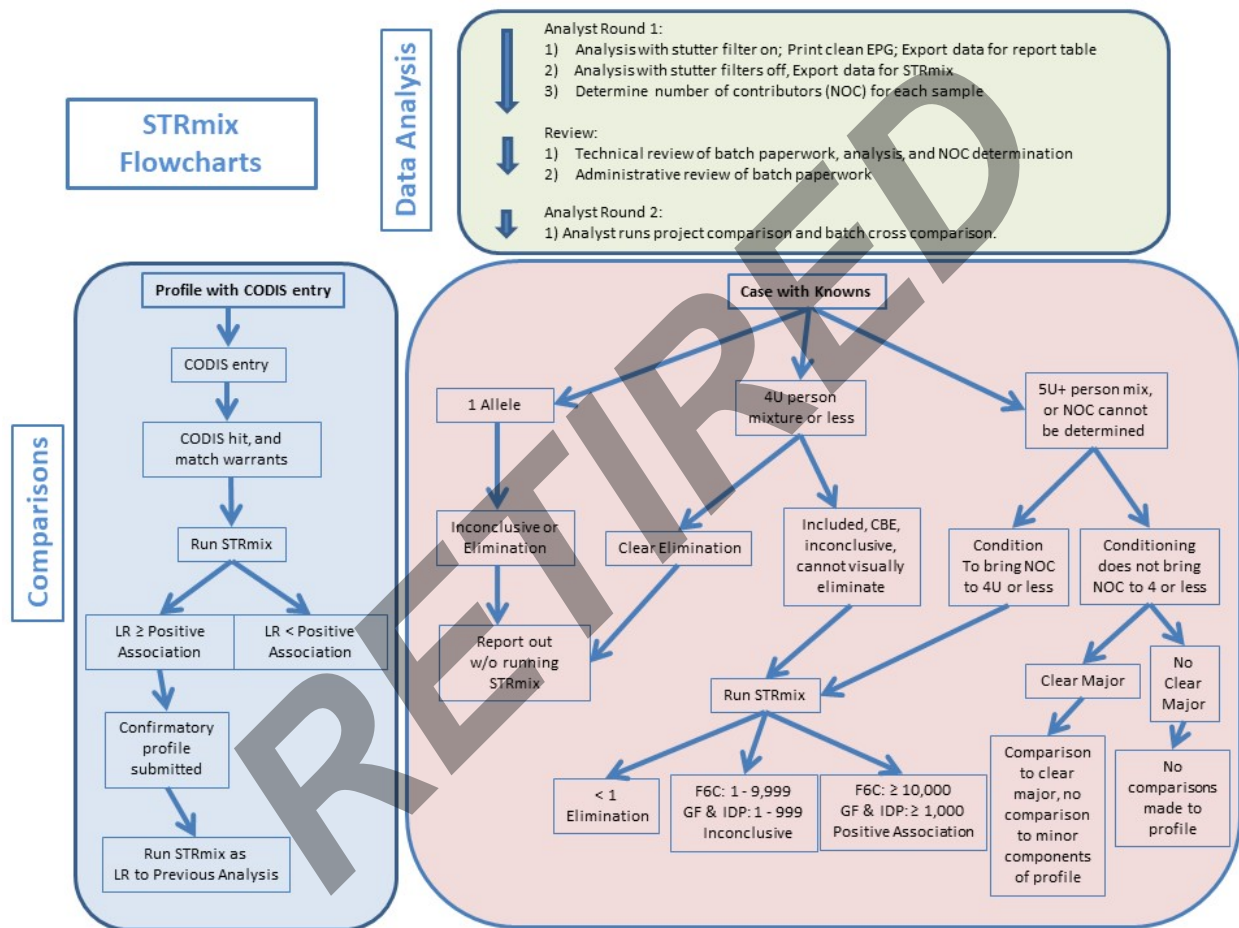 STRmix
Flowcharts
Data Analysis
Analyst Round 1:
1) Analysis with stutter filter on; Print clean EPG; Export data for report table
2) Analysis with stutter filters off, Export data for STRmix
3) Determine number of contributors (NOC) for each sample
Review:
1) Technical review of batch paperwork, analysis, and NOC determination
2) Administrative review of batch paperwork
Analyst Round 2:
1) Analyst runs project comparison and batch cross comparison.
Comparisons
Profile with CODIS entry
CODIS entry
CODIS hit, and
match warrants
Run STRmix
LR ≥ Positive
Association
LR < Positive
Association
Confirmatory
profile
submitted
Run STRmix as
LR to Previous Analysis
Case with Knowns
1 Allele
4U person
mixture or less
5U+ person mix,
or NOC cannot
be determined
Inconclusive or
Elimination
Clear Elimination
Included, CBE,
inconclusive,
cannot visually
eliminate
Condition
To bring NOC
to 4U or less
Conditioning
does not bring
NOC to 4 or less
Report out
w/o running
STRmix
Run STRmix
Clear Major
No
Clear
Major
< 1
Elimination
F6C: 1 - 9,999
GF & IDP: 1 - 999
Inconclusive
F6C: ≥ 10,000
GF & IDP: ≥ 1,000
Positive Association
Comparison
to clear
major, no
comparison
to minor
components
of profile
No
comparisons
made to
profile
RETIRED